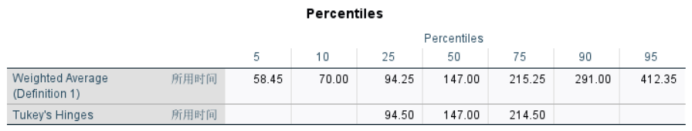 Percentiles
Percentiles
5 10 25 50 75 90 95
Weighted Average 所用时间 58.45 70.00 94.25 147.00 215.25 291.00 412.35
(Definition 1)
Tukey's Hinges 所用时间 94.50 147.00 214.50